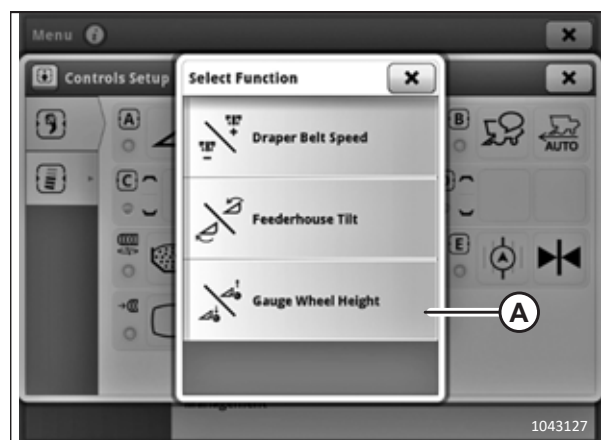 Menu
Controls Setup
Select Function
A
B
Draper Belt Speed
AUTO
C
Feederhouse Tilt
E
Gauge Wheel Height
A
1043127